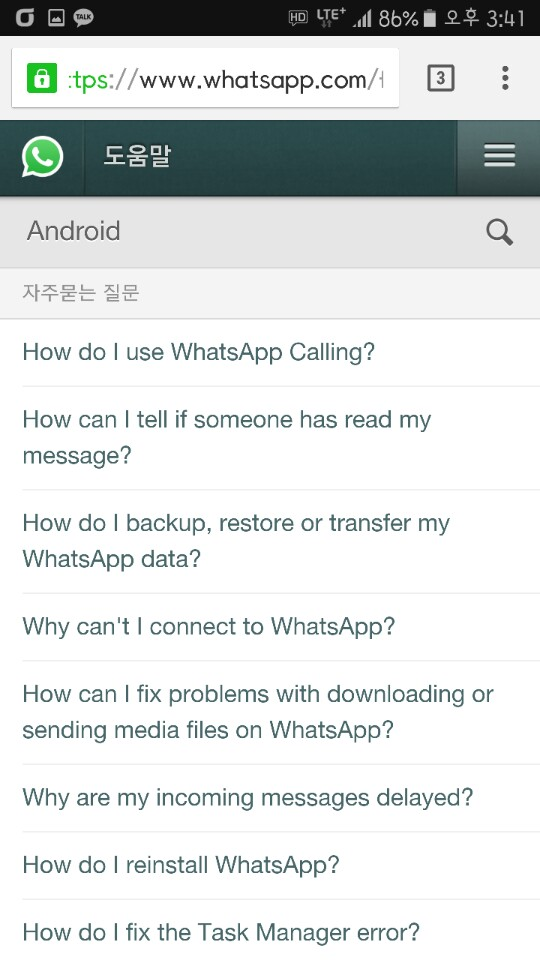 TALK HD LTE+ 86% 오후 3:41
tps://www.whatsapp.com/ 3
도움말
Android
자주묻는 질문
How do I use WhatsApp Calling?
How can I tell if someone has read my
message?
How do I backup, restore or transfer my
WhatsApp data?
Why can't I connect to WhatsApp?
How can I fix problems with downloading or
sending media files on WhatsApp?
Why are my incoming messages delayed?
How do I reinstall WhatsApp?
How do I fix the Task Manager error?